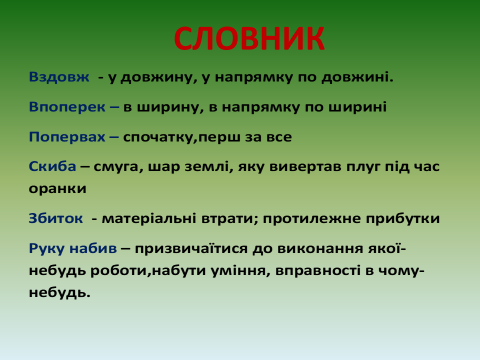 СЛОВНИК
Вздовж - у довжину, у напрямку по довжині.
Впоперек – в ширину, в напрямку по ширині
Попервах – спочатку,перш за все
Скиба – смуга, шар землі, яку вивертав плуг під час
оранки
Збиток - матеріальні втрати; протилежне прибутки
Руку набив – призвичаїтися до виконання якої-
небудь роботи,набути уміння, вправності в чому-
небудь.